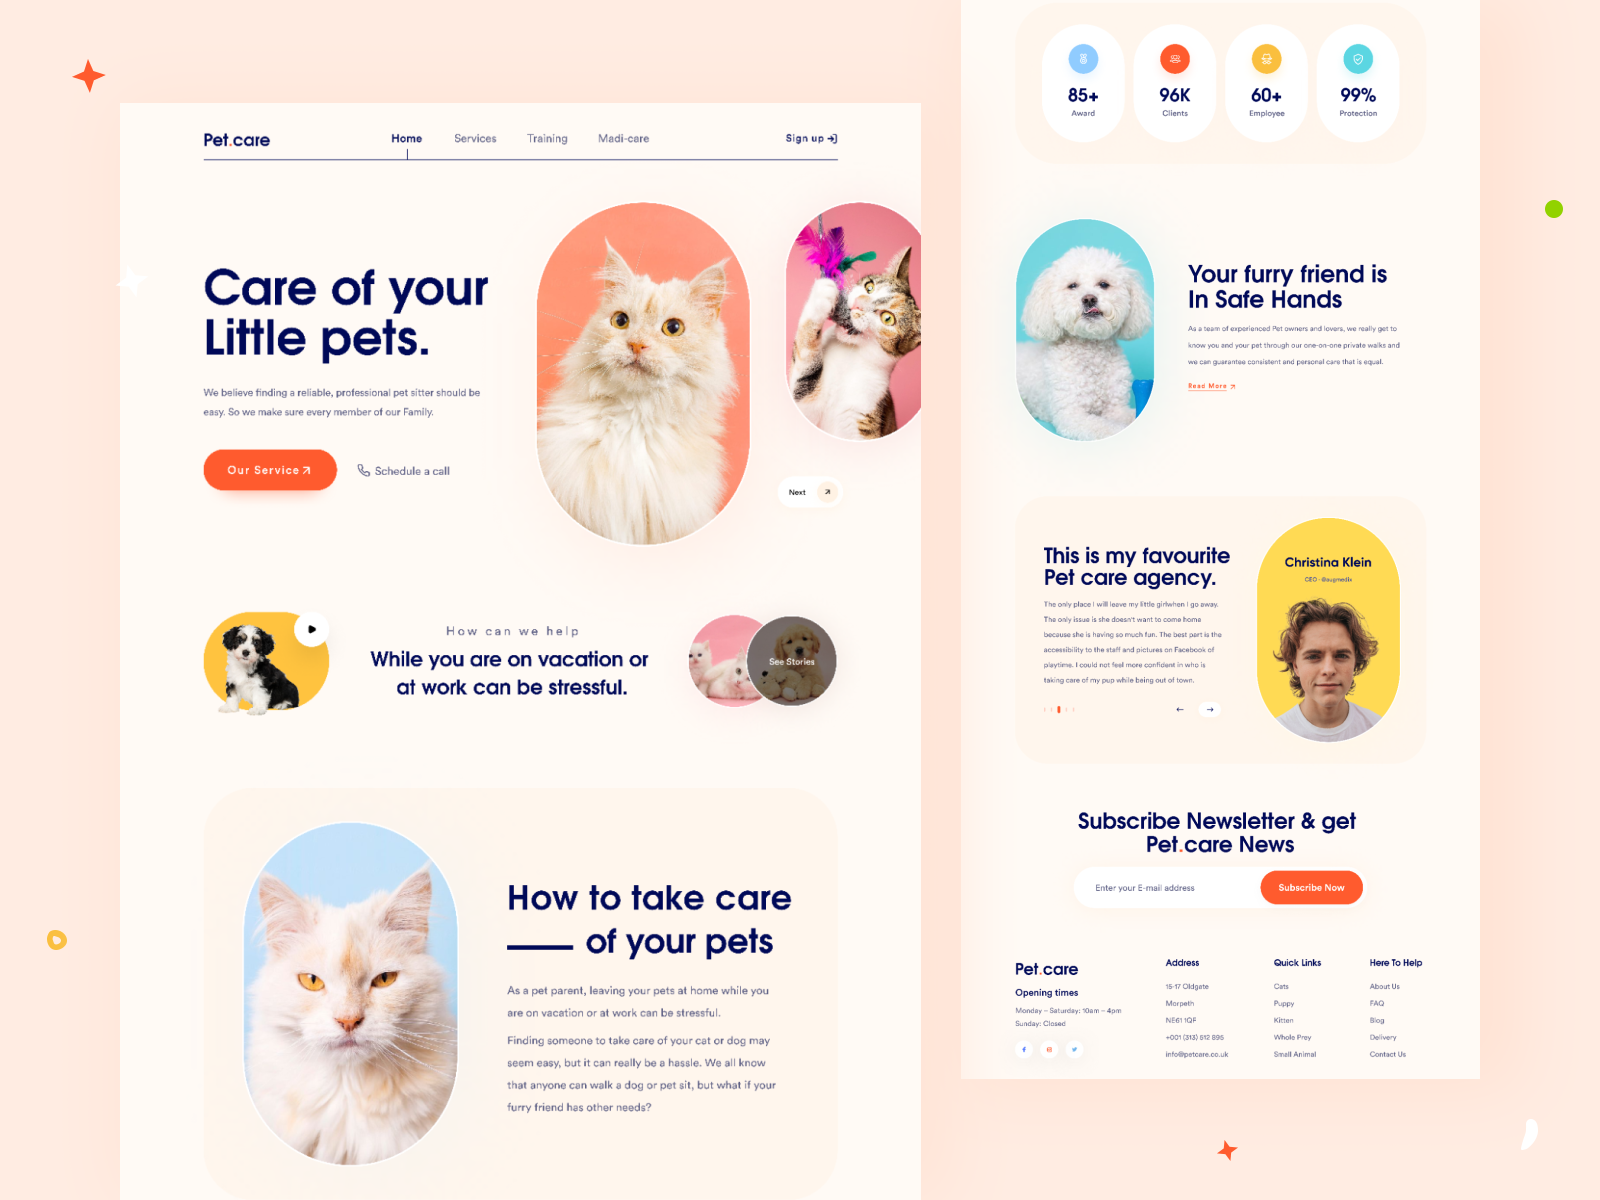 Pet.care
Home
Services
Training
Madi-care
Sign up
Care of your
Little pets.
We believe finding a reliable, professional pet sitter should be
easy. So we make sure every member of our Family.
Our Service
Schedule a call
Next
How can we help
While you are on vacation or
at work can be stressful.
See Stories
How to take care
of your pets
As a pet parent, leaving your pets at home while you
are on vacation or at work can be stressful.
Finding someone to take care of your cat or dog may
seem easy, but it can really be a hassle. We all know
that anyone can walk a dog or pet sit, but what if your
furry friend has other needs?
85+
Award
96K
Clients
60+
Employee
99%
Protection
Your furry friend is
In Safe Hands
As a team of experienced Pet owners and lovers, we really get to
know you and your pet through our one-on-one private walks and
we can guarantee consistent and personal care that is equal.
Read More
This is my favourite
Pet care agency.
The only place I will leave my little girlwhen I go away.
The only issue is she doesn't want to come home
because she is having so much fun. The best part is the
accessibility to the staff and pictures on Facebook of
playtime. I could not feel more confident in who is
taking care of my pup while being out of town.
Christina Klein
CEO - @augmedix
Subscribe Newsletter & get
Pet.care News
Enter your E-mail address
Subscribe Now
Pet.care
Opening times
Monday – Saturday: 10am – 4pm
Sunday: Closed
Address
15-17 Oldgate
Morpeth
NE61 1QF
+001 (313) 512 895
info@petcare.co.uk
Quick Links
Cats
Puppy
Kitten
Whole Prey
Small Animal
Here To Help
About Us
FAQ
Blog
Delivery
Contact Us